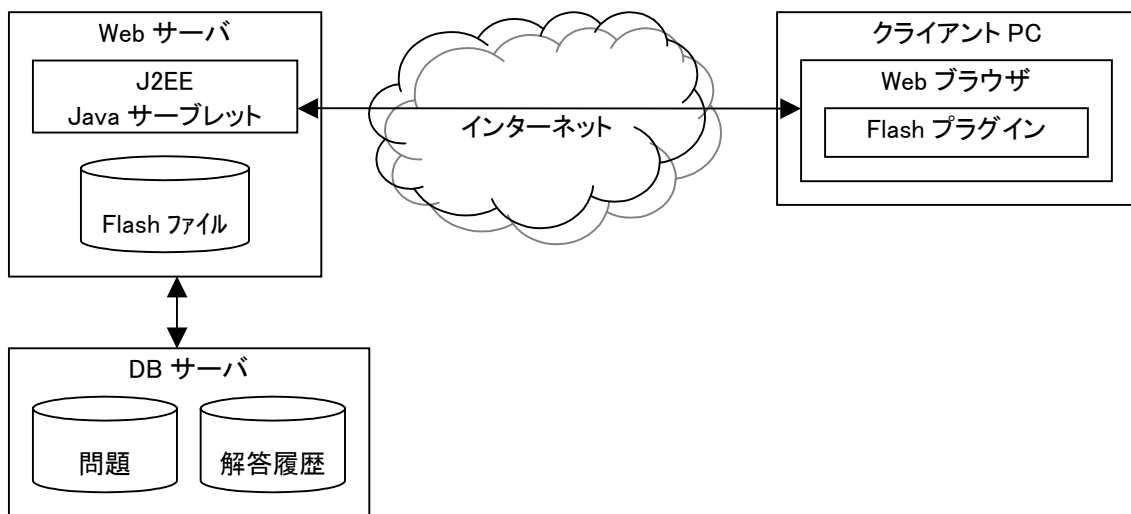 Web サーバ
J2EE
Java サーブレット
Flash ファイル
インターネット
クライアント PC
Web ブラウザ
Flash プラグイン
DB サーバ
問題
解答履歴